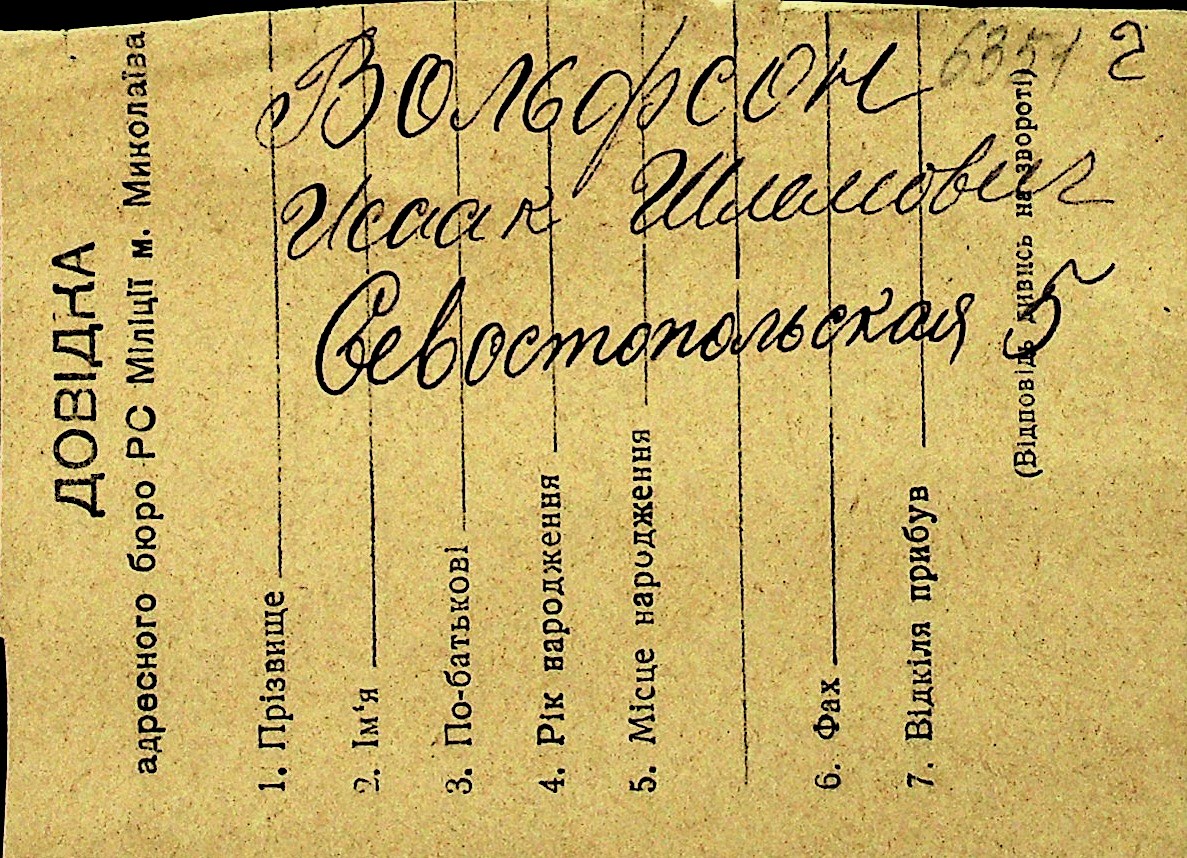 ДОВІДКА
адресного бюро РС Міліції м. Миколаїва
1. Прізвище
2. Ім'я
3. По-батькові
4. Рік народження
5. Місце народження
6. Фах
7. Відкіля прибув
(Відповідь дивись на звороті)
6351 2
Вольфсон
Исаак Шлемович
Севостопольская 5